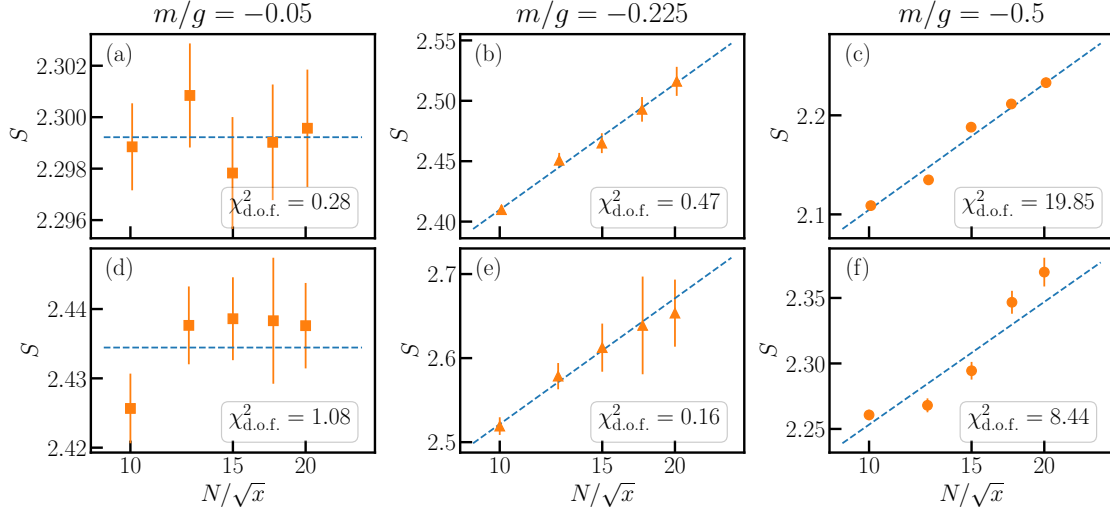 m/g = −0.05
m/g = −0.225
m/g = −0.5
(a)
S
2.302
2.300
2.298
2.296
χ²d.o.f. = 0.28
(b)
S
2.55
2.50
2.45
2.40
χ²d.o.f. = 0.47
(c)
S
2.2
2.1
χ²d.o.f. = 19.85
(d)
S
2.44
2.43
2.42
χ²d.o.f. = 1.08
10
15
20
N/√x
(e)
S
2.7
2.6
2.5
χ²d.o.f. = 0.16
10
15
20
N/√x
(f)
S
2.35
2.30
2.25
χ²d.o.f. = 8.44
10
15
20
N/√x